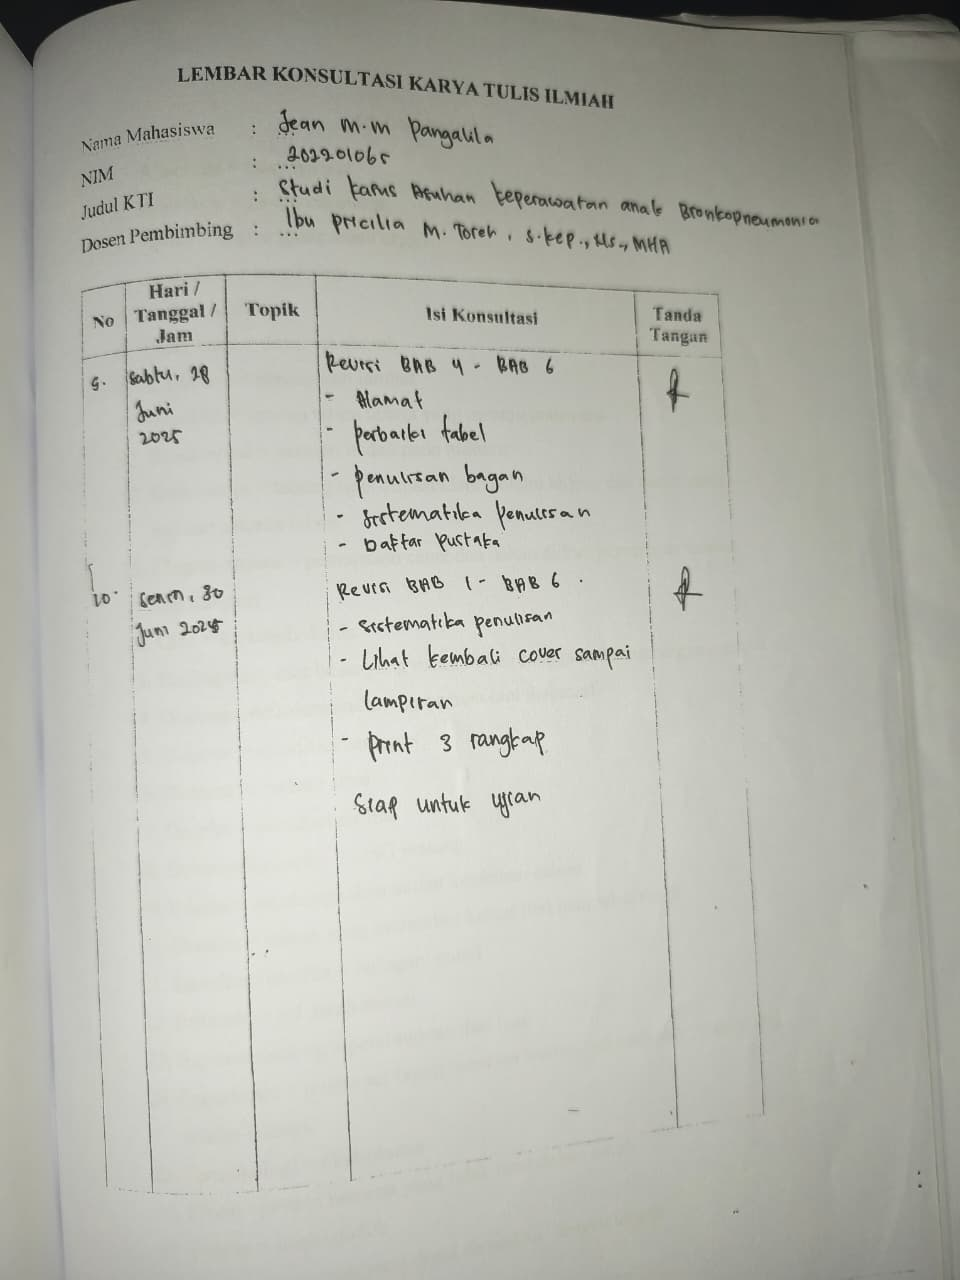 LEMBAR KONSULTASI KARYA TULIS ILMIAH
Nama Mahasiswa : Jean M.M Pangalila
NIM : 202201065
Judul KTI : Studi kasus Asuhan keperawatan anak Bronkopneumonia
Dosen Pembimbing : Ibu Pricilia M. Toreh, S.kep., Ns., MHA
No
Hari / Tanggal / Jam
Topik
Isi Konsultasi
Tanda Tangan
9.
Sabtu, 28
Juni
2025
Revisi BAB 4 - BAB 6
- Alamat
- perbaiki tabel
- penulisan bagan
- Sistematika penulisan
- Daftar Pustaka
10.
Senin, 30
Juni 2025
Revisi BAB 1 - BAB 6.
- Sistematika penulisan
- Lihat kembali cover sampai
lampiran
- print 3 rangkap
Siap untuk ujian